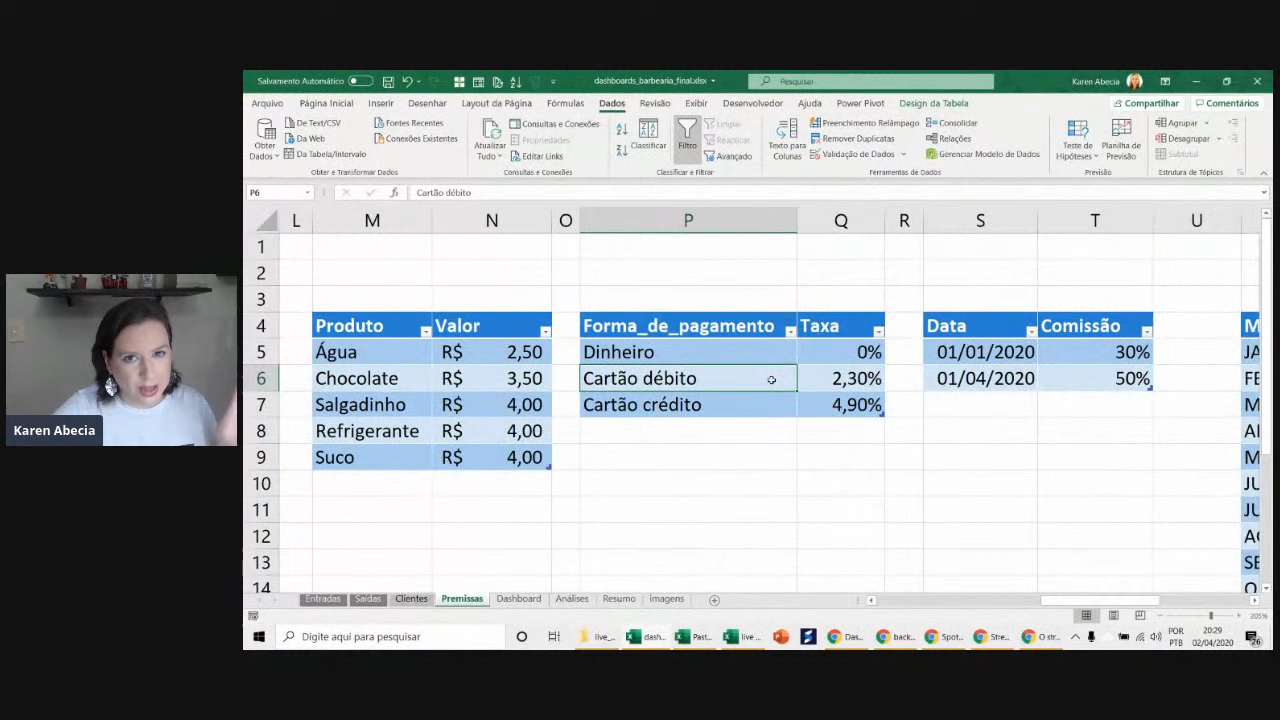 Salvamento Automático
dashboards_barbearia_final.xlsx
Pesquisar
Karen Abecia
Arquivo Página Inicial Inserir Desenhar Layout da Página Fórmulas Dados Revisão Exibir Desenvolvedor Ajuda Power Pivot Design da Tabela
Compartilhar Comentários
Obter Dados
De Text/CSV
Da Web
Da Tabela/Intervalo
Fontes Recentes
Conexões Existentes
Obter e Transformar Dados
Atualizar Tudo
Consultas e Conexões
Propriedades
Editar Links
Consultas e Conexões
Classificar
Filtro
Limpar
Reaplicar
Avançado
Classificar e Filtrar
Texto para Colunas
Preenchimento Relâmpago
Remover Duplicatas
Validação de Dados
Consolidar
Relações
Gerenciar Modelo de Dados
Ferramentas de Dados
Teste de Hipóteses
Planilha de Previsão
Previsão
Agrupar
Desagrupar
Subtotal
Estrutura de Tópicos
P6 fx Cartão débito
L M N O P Q R S T U
1
2
3
4 Produto Valor Forma_de_pagamento Taxa Data Comissão M
5 Água R$ 2,50 Dinheiro 0% 01/01/2020 30% JA
6 Chocolate R$ 3,50 Cartão débito 2,30% 01/04/2020 50% FE
7 Salgadinho R$ 4,00 Cartão crédito 4,90% M
8 Refrigerante R$ 4,00 A
9 Suco R$ 4,00 M
10 JU
11 JU
12 A
13 SE
14 O
Karen Abecia
Entradas Saídas Clientes Premissas Dashboard Análises Resumo imagens
205%
Digite aqui para pesquisar
live_... dash... Past... live ... Das... back... Spot... Stre... O str...
POR
PTB
20:29
02/04/2020
26